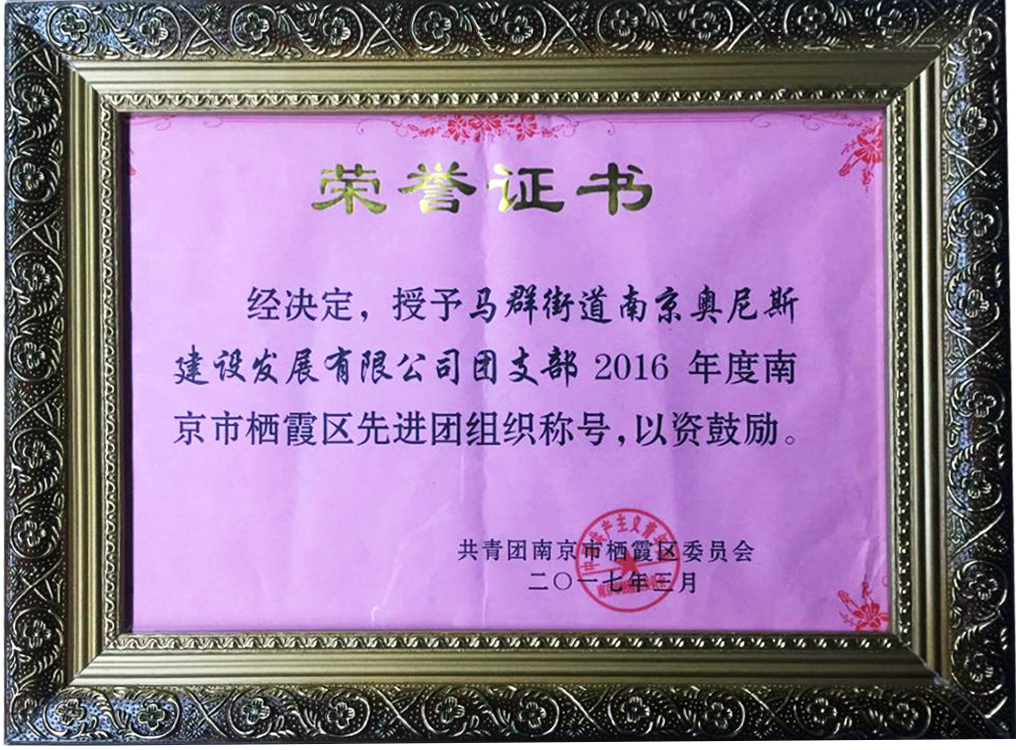 荣誉证书
经决定，授予马群街道南京奥尼斯
建设发展有限公司团支部 2016 年度南
京市栖霞区先进团组织称号，以资鼓励。
共青团南京市栖霞区委员会
二〇一七年三月